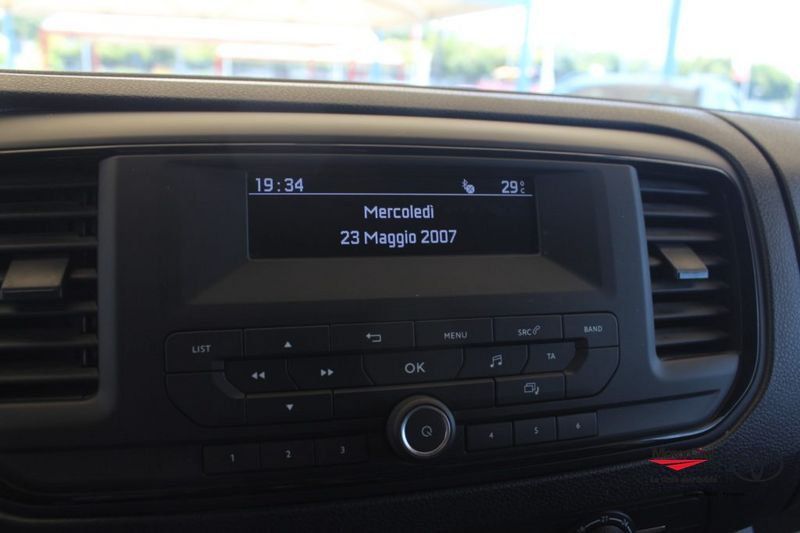 19:34 29°C
Mercoledì
23 Maggio 2007
LIST MENU SRC BAND
OK TA
1 2 3 4 5 6